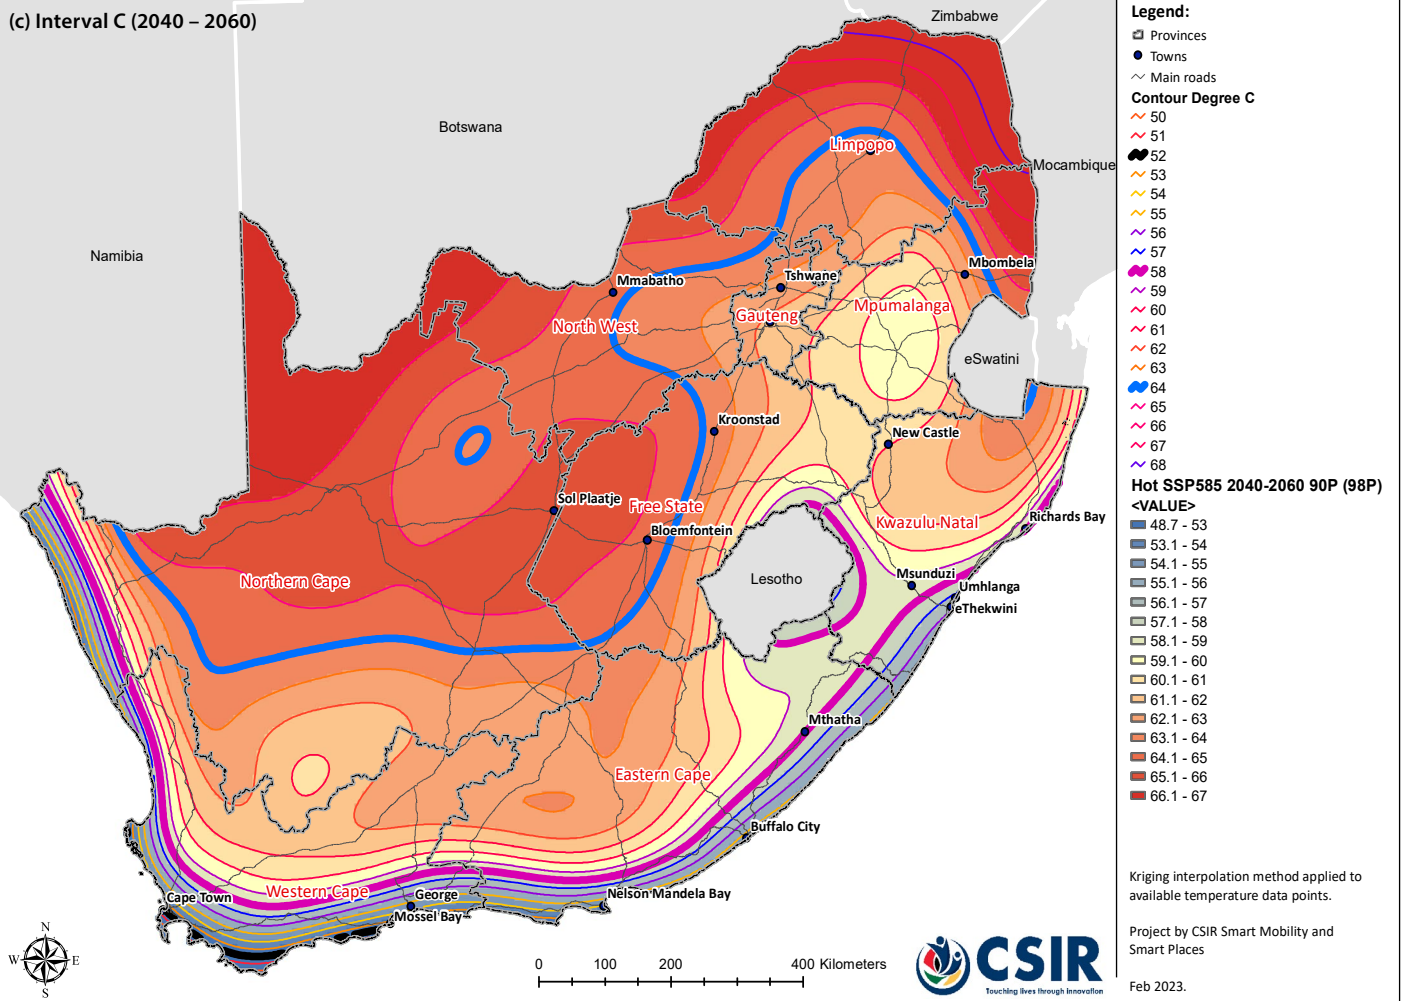 (c) Interval C (2040 – 2060)
Zimbabwe
Botswana
Mocambique
Namibia
Limpopo
Mmabatho
Tshwane
Mbombela
North West
Gauteng
Mpumalanga
eSwatini
Kroonstad
New Castle
Sol Plaatje
Free State
Bloemfontein
Kwazulu-Natal
Richards Bay
Northern Cape
Lesotho
Msunduzi
Umhlanga
eThekwini
Mthatha
Eastern Cape
Buffalo City
Western Cape
Cape Town
George
Mossel Bay
Nelson Mandela Bay
N
W
E
S
0 100 200 400 Kilometers
CSIR
Touching lives through innovation
Legend:
Provinces
Towns
Main roads
Contour Degree C
50
51
52
53
54
55
56
57
58
59
60
61
62
63
64
65
66
67
68
Hot SSP585 2040-2060 90P (98P)
<VALUE>
48.7 - 53
53.1 - 54
54.1 - 55
55.1 - 56
56.1 - 57
57.1 - 58
58.1 - 59
59.1 - 60
60.1 - 61
61.1 - 62
62.1 - 63
63.1 - 64
64.1 - 65
65.1 - 66
66.1 - 67
Kriging interpolation method applied to
available temperature data points.
Project by CSIR Smart Mobility and
Smart Places
Feb 2023.